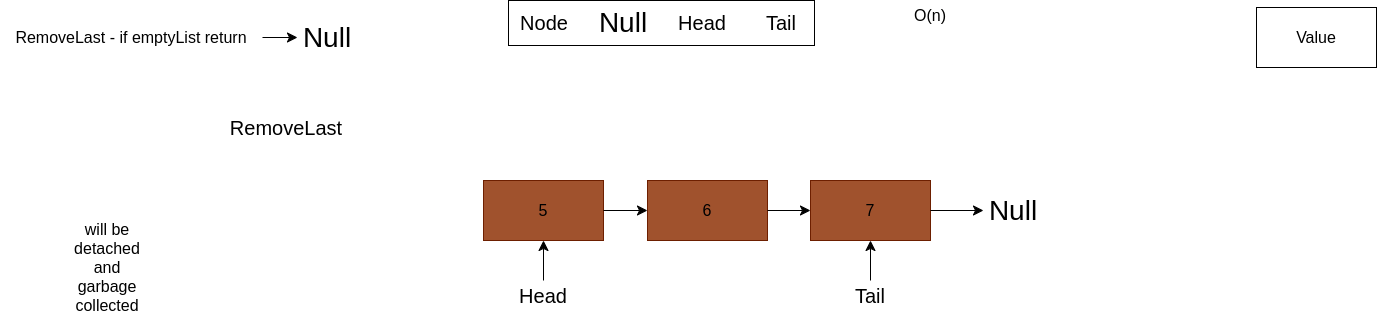 RemoveLast - if emptyList return
Null
Node Null Head Tail
O(n)
Value
RemoveLast
5
6
7
Null
will be
detached
and
garbage
collected
Head
Tail